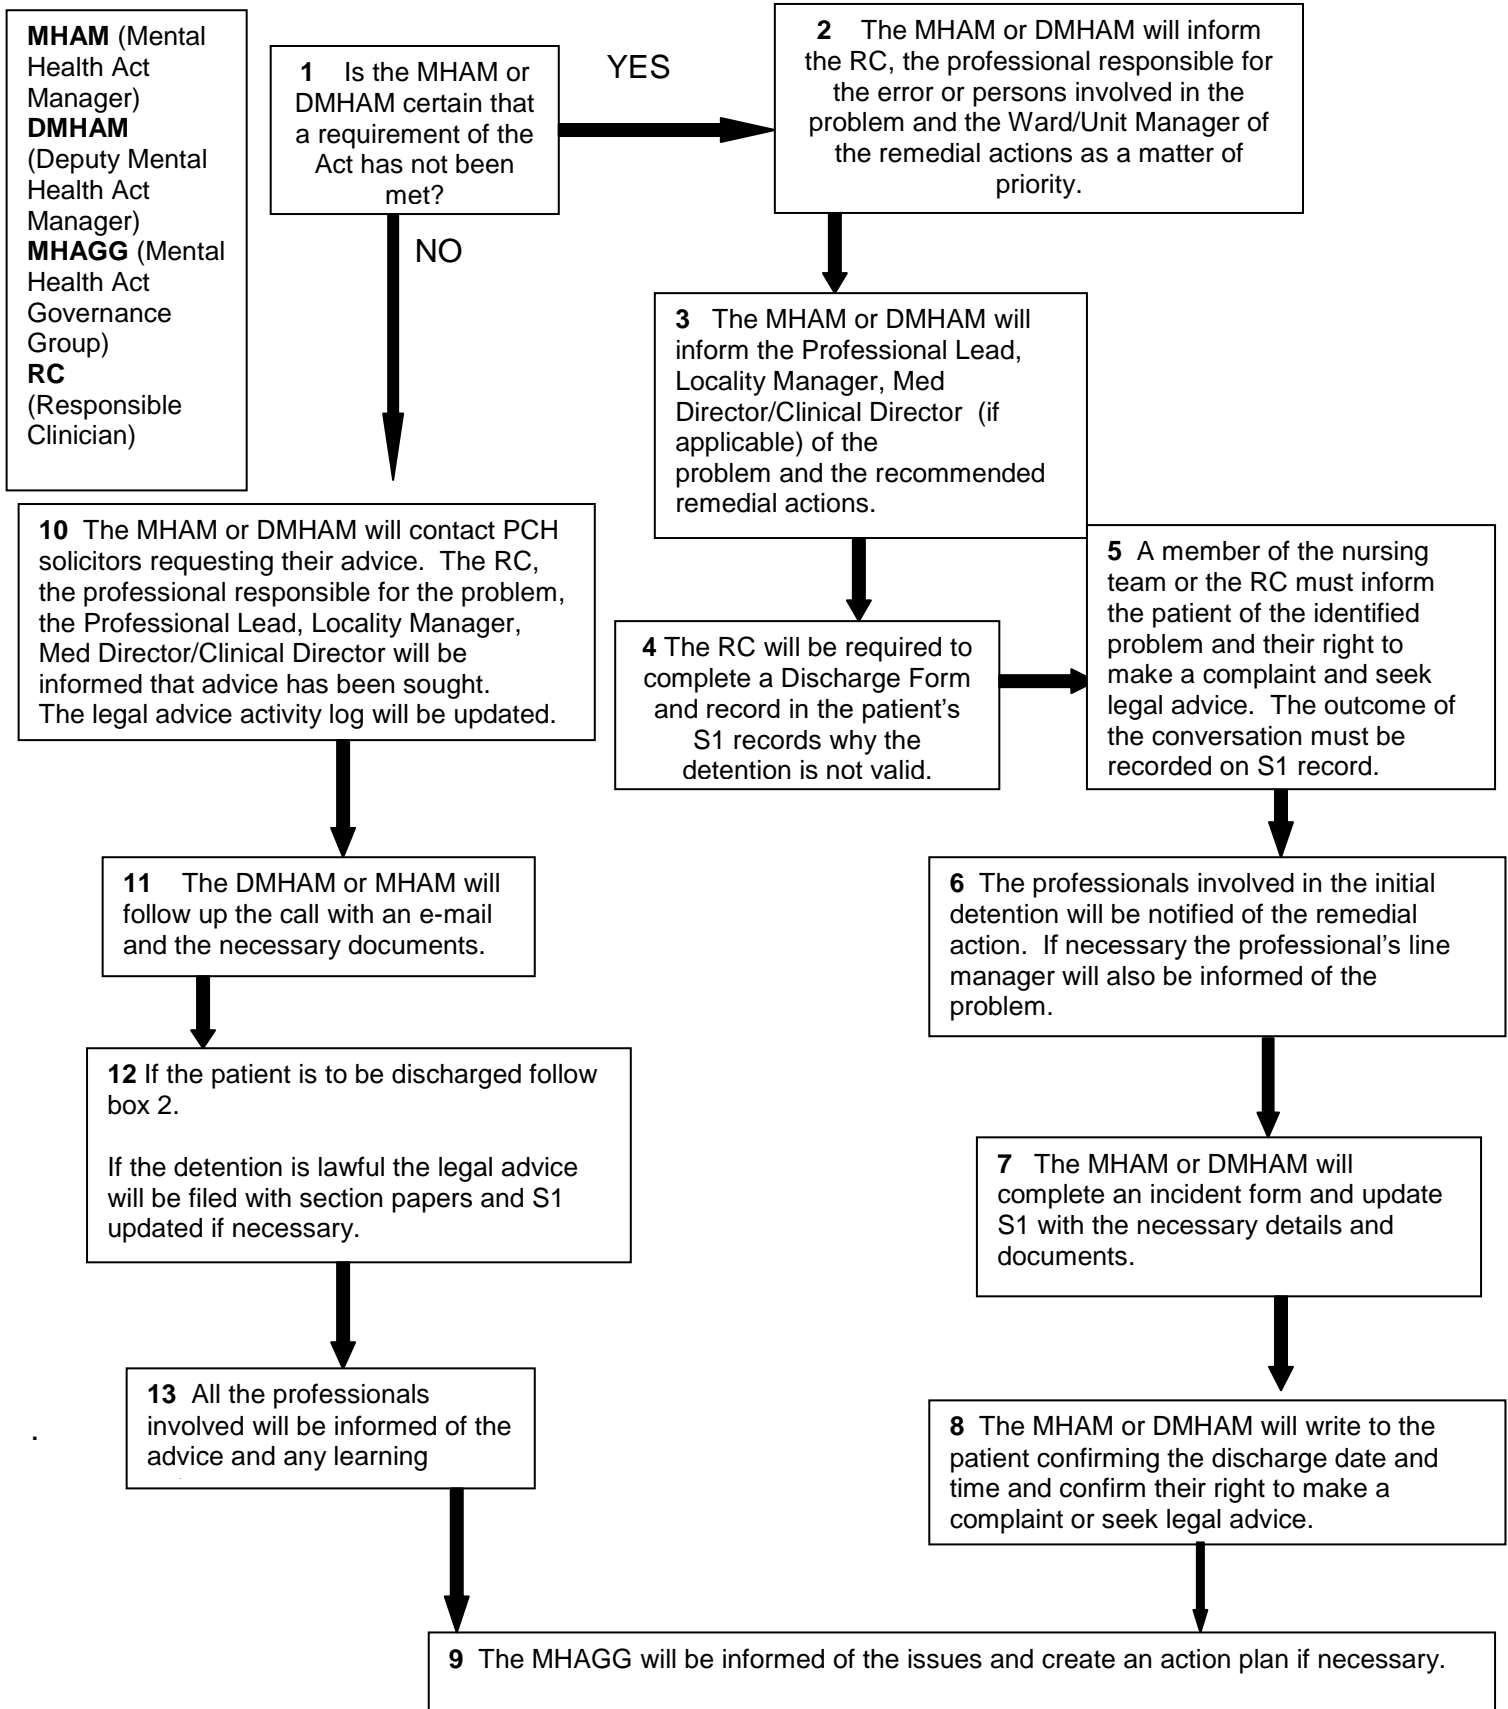 MHAM (Mental
Health Act
Manager)
DMHAM
(Deputy Mental
Health Act
Manager)
MHAGG (Mental
Health Act
Governance
Group)
RC
(Responsible
Clinician)
1 Is the MHAM or
DMHAM certain that
a requirement of the
Act has not been
met?
YES
NO
2 The MHAM or DMHAM will inform
the RC, the professional responsible for
the error or persons involved in the
problem and the Ward/Unit Manager of
the remedial actions as a matter of
priority.
3 The MHAM or DMHAM will
inform the Professional Lead,
Locality Manager, Med
Director/Clinical Director (if
applicable) of the
problem and the recommended
remedial actions.
4 The RC will be required to
complete a Discharge Form
and record in the patient's
S1 records why the
detention is not valid.
5 A member of the nursing
team or the RC must inform
the patient of the identified
problem and their right to
make a complaint and seek
legal advice. The outcome of
the conversation must be
recorded on S1 record.
6 The professionals involved in the initial
detention will be notified of the remedial
action. If necessary the professional's line
manager will also be informed of the
problem.
7 The MHAM or DMHAM will
complete an incident form and update
S1 with the necessary details and
documents.
8 The MHAM or DMHAM will write to the
patient confirming the discharge date and
time and confirm their right to make a
complaint or seek legal advice.
10 The MHAM or DMHAM will contact PCH
solicitors requesting their advice. The RC,
the professional responsible for the problem,
the Professional Lead, Locality Manager,
Med Director/Clinical Director will be
informed that advice has been sought.
The legal advice activity log will be updated.
11 The DMHAM or MHAM will
follow up the call with an e-mail
and the necessary documents.
12 If the patient is to be discharged follow
box 2.
If the detention is lawful the legal advice
will be filed with section papers and S1
updated if necessary.
13 All the professionals
involved will be informed of the
advice and any learning
.
9 The MHAGG will be informed of the issues and create an action plan if necessary.